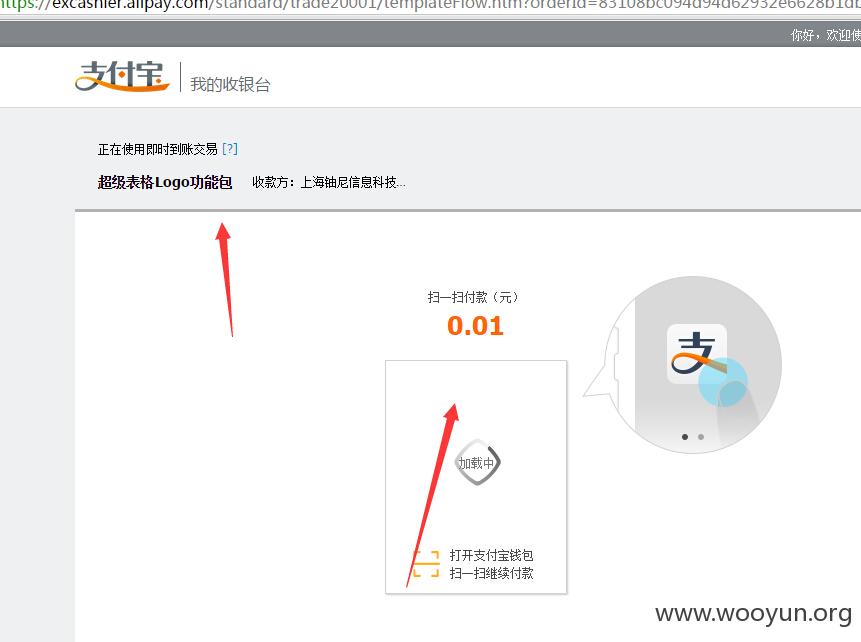 https://excashier.alipay.com/standard/trade20001/templateFlow.htm?orderId=83108bc094d94d62932e6628b1db
你好，欢迎使
支付宝 我的收银台
正在使用即时到账交易 [?]
超级表格Logo功能包 收款方：上海铀尼信息科技...
扫一扫付款（元）
0.01
支
加载中
打开支付宝钱包
扫一扫继续付款
www.wooyun.org